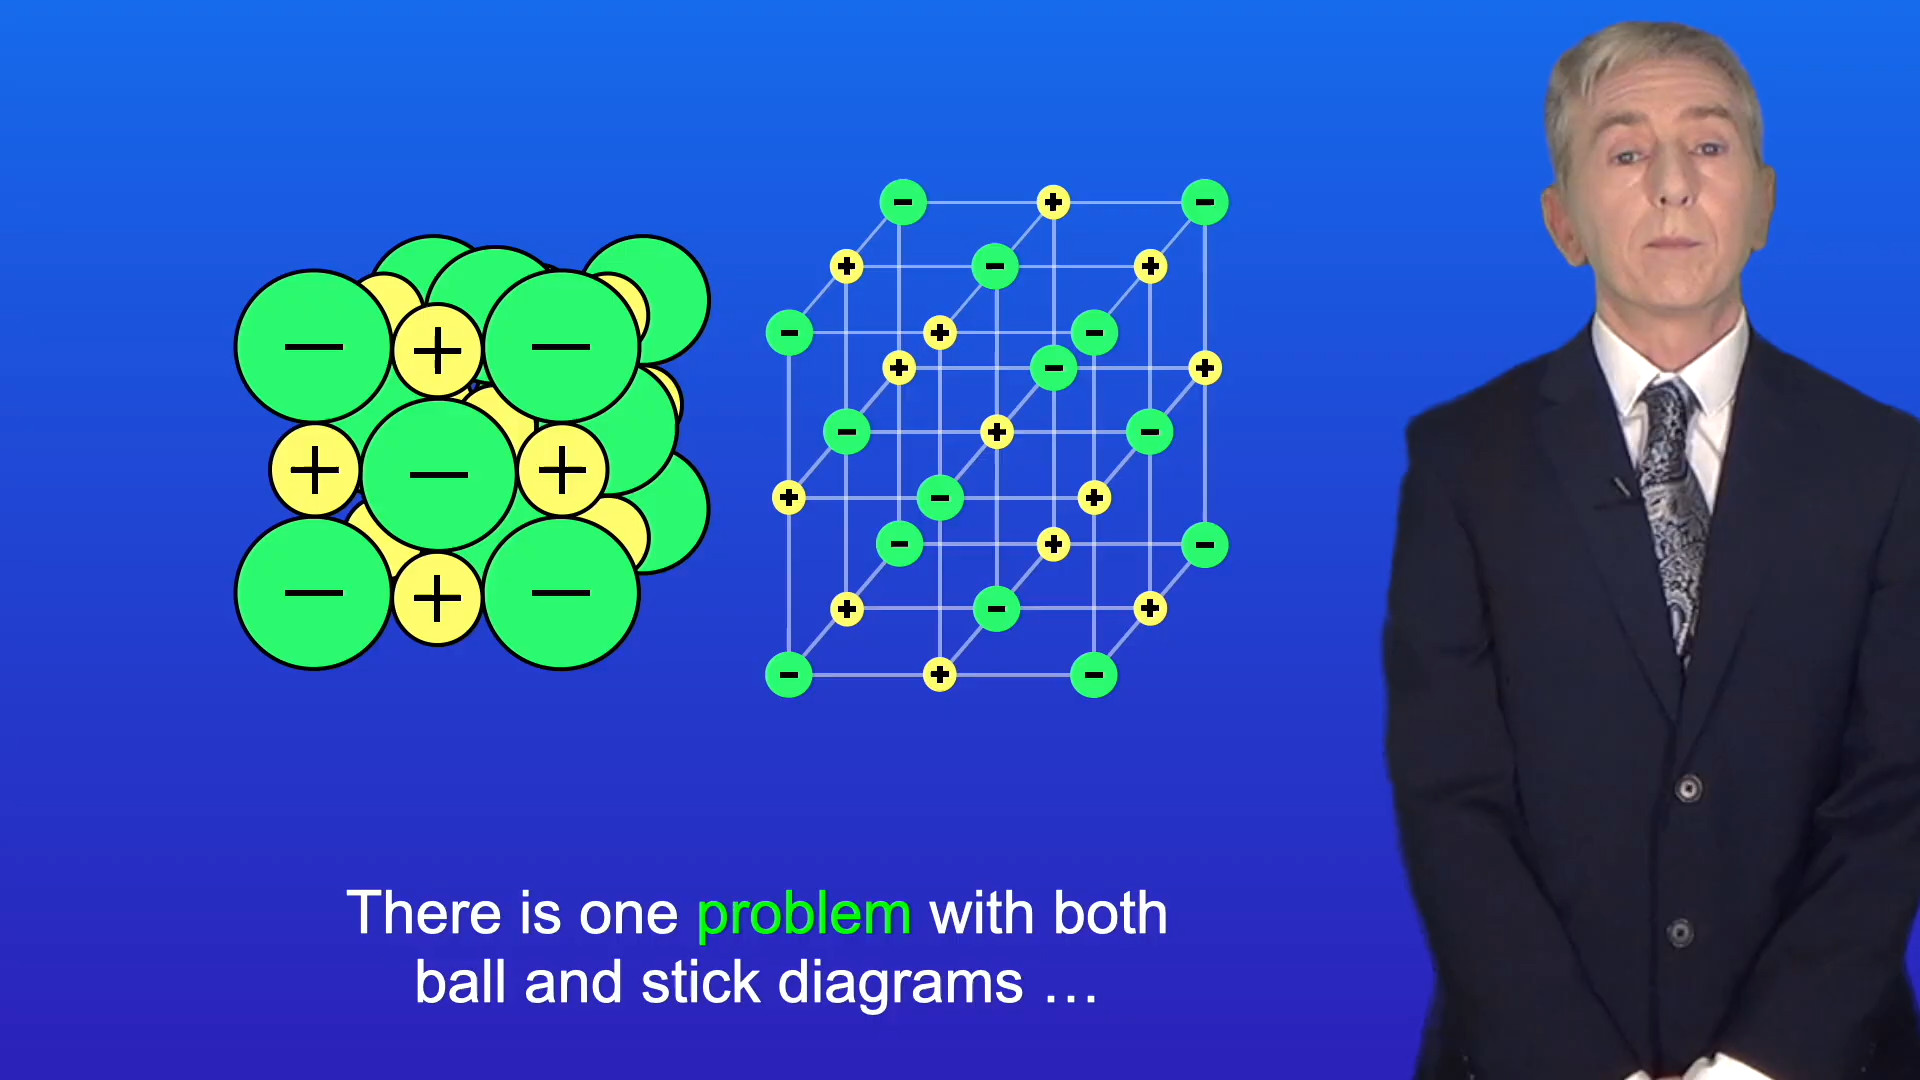 There is one problem with both
ball and stick diagrams …